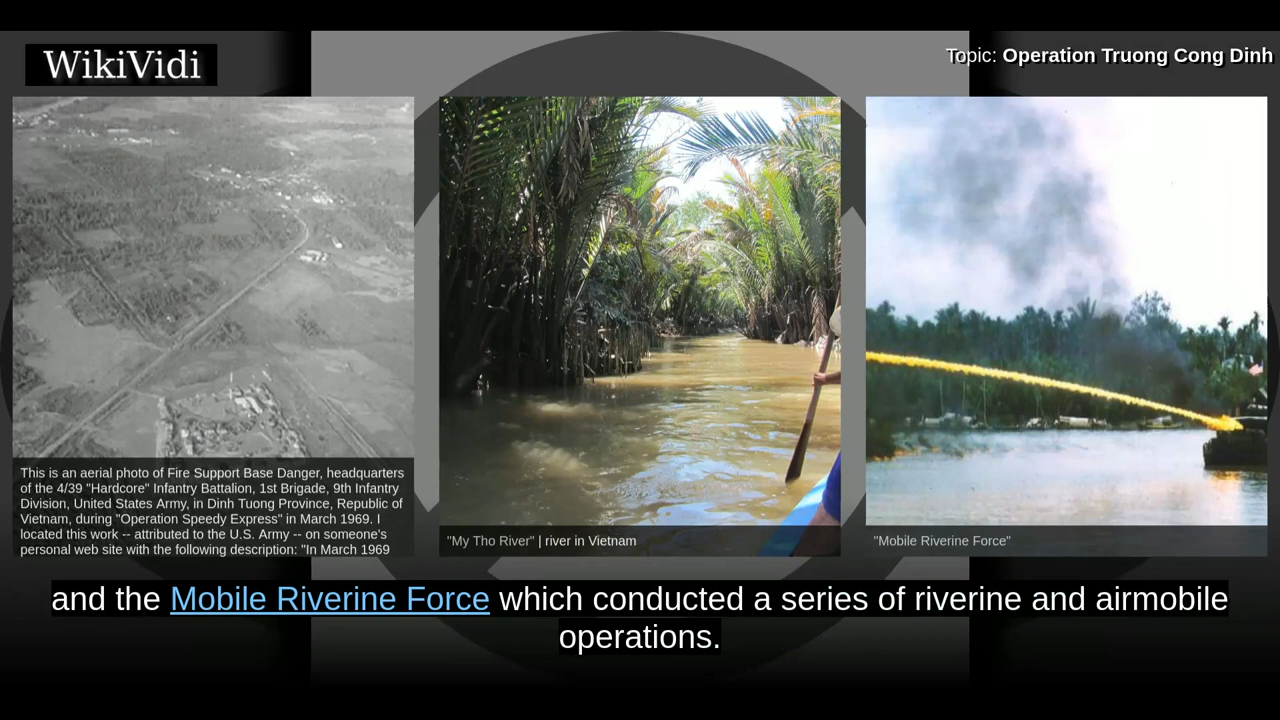 WikiVidi
Topic: Operation Truong Cong Dinh
This is an aerial photo of Fire Support Base Danger, headquarters
of the 4/39 "Hardcore" Infantry Battalion, 1st Brigade, 9th Infantry
Division, United States Army, in Dinh Tuong Province, Republic of
Vietnam, during "Operation Speedy Express" in March 1969. I
located this work -- attributed to the U.S. Army -- on someone's
personal web site with the following description: "In March 1969
"My Tho River" | river in Vietnam
"Mobile Riverine Force"
and the Mobile Riverine Force which conducted a series of riverine and airmobile
operations.